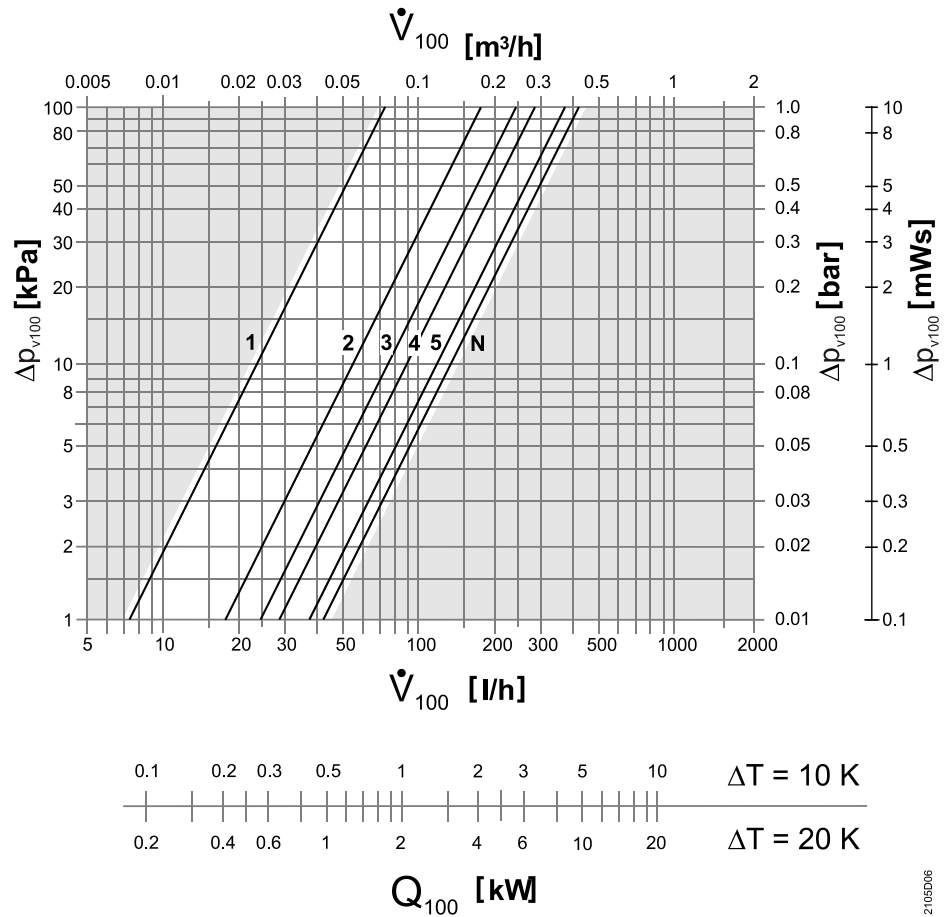 V̇100 [m³/h]
0.005 0.01 0.02 0.03 0.05 0.1 0.2 0.3 0.5 1 2
100 1.0 10
80 0.8 8
50 0.5 5
40 0.4 4
30 0.3 3
20 0.2 2
1 2 3 4 5 N
10 0.1 1
8 0.08
5 0.05 0.5
3 0.03 0.3
2 0.02 0.2
1 0.01 0.1
Δpv100 [kPa]
Δpv100 [bar]
Δpv100 [mWs]
5 10 20 30 50 100 200 300 500 1000 2000
V̇100 [l/h]
0.1 0.2 0.3 0.5 1 2 3 5 10 ΔT = 10 K
0.2 0.4 0.6 1 2 4 6 10 20 ΔT = 20 K
Q100 [kW]
2105D06